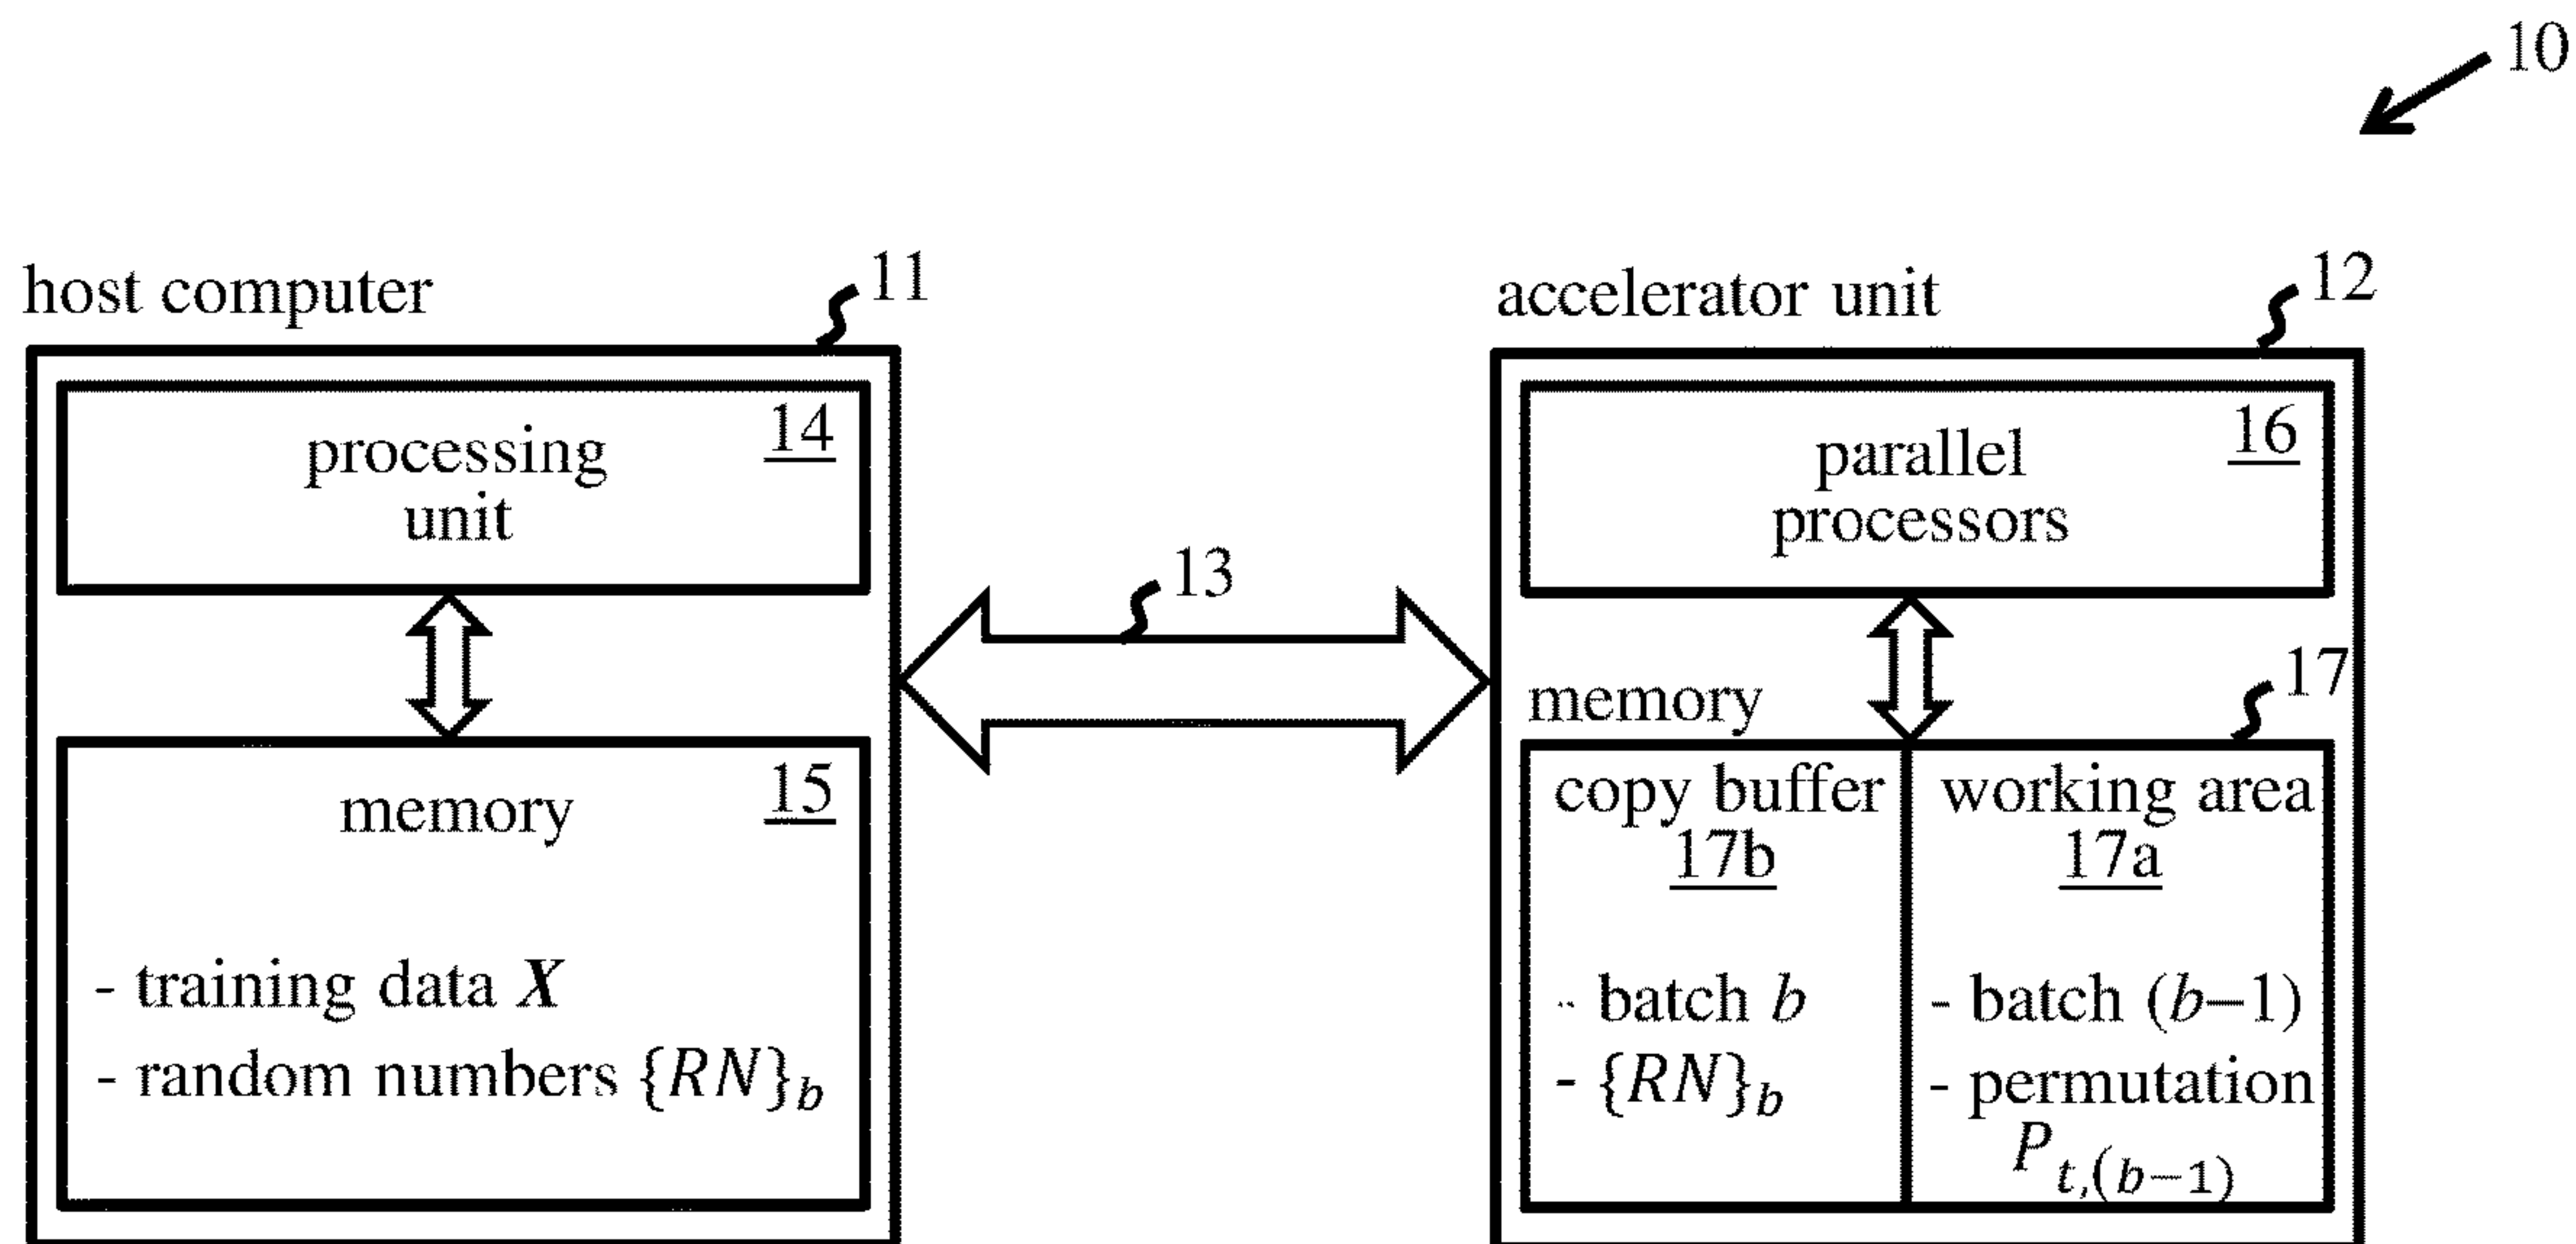 10
host computer
11
processing
unit
14
memory
15
- training data X
- random numbers {RN}b
13
accelerator unit
12
parallel
processors
16
memory
17
copy buffer
17b
- batch b
- {RN}b
working area
17a
- batch (b−1)
- permutation
Pt,(b−1)